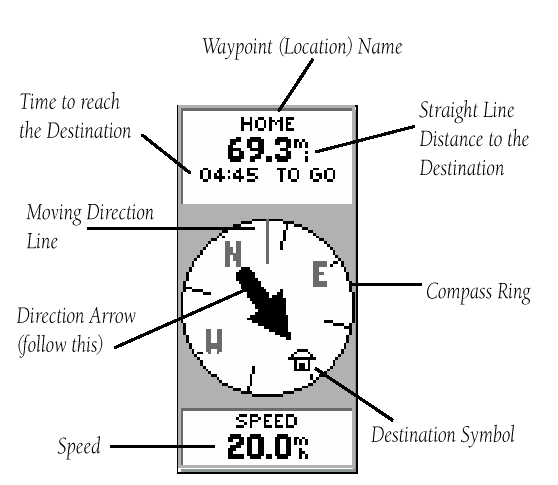 Waypoint (Location) Name
Time to reach
the Destination
Straight Line
Distance to the
Destination
HOME
69.3mi
04:45 TO GO
Moving Direction
Line
N
E
W
Compass Ring
Direction Arrow
(follow this)
Destination Symbol
Speed
SPEED
20.0mh